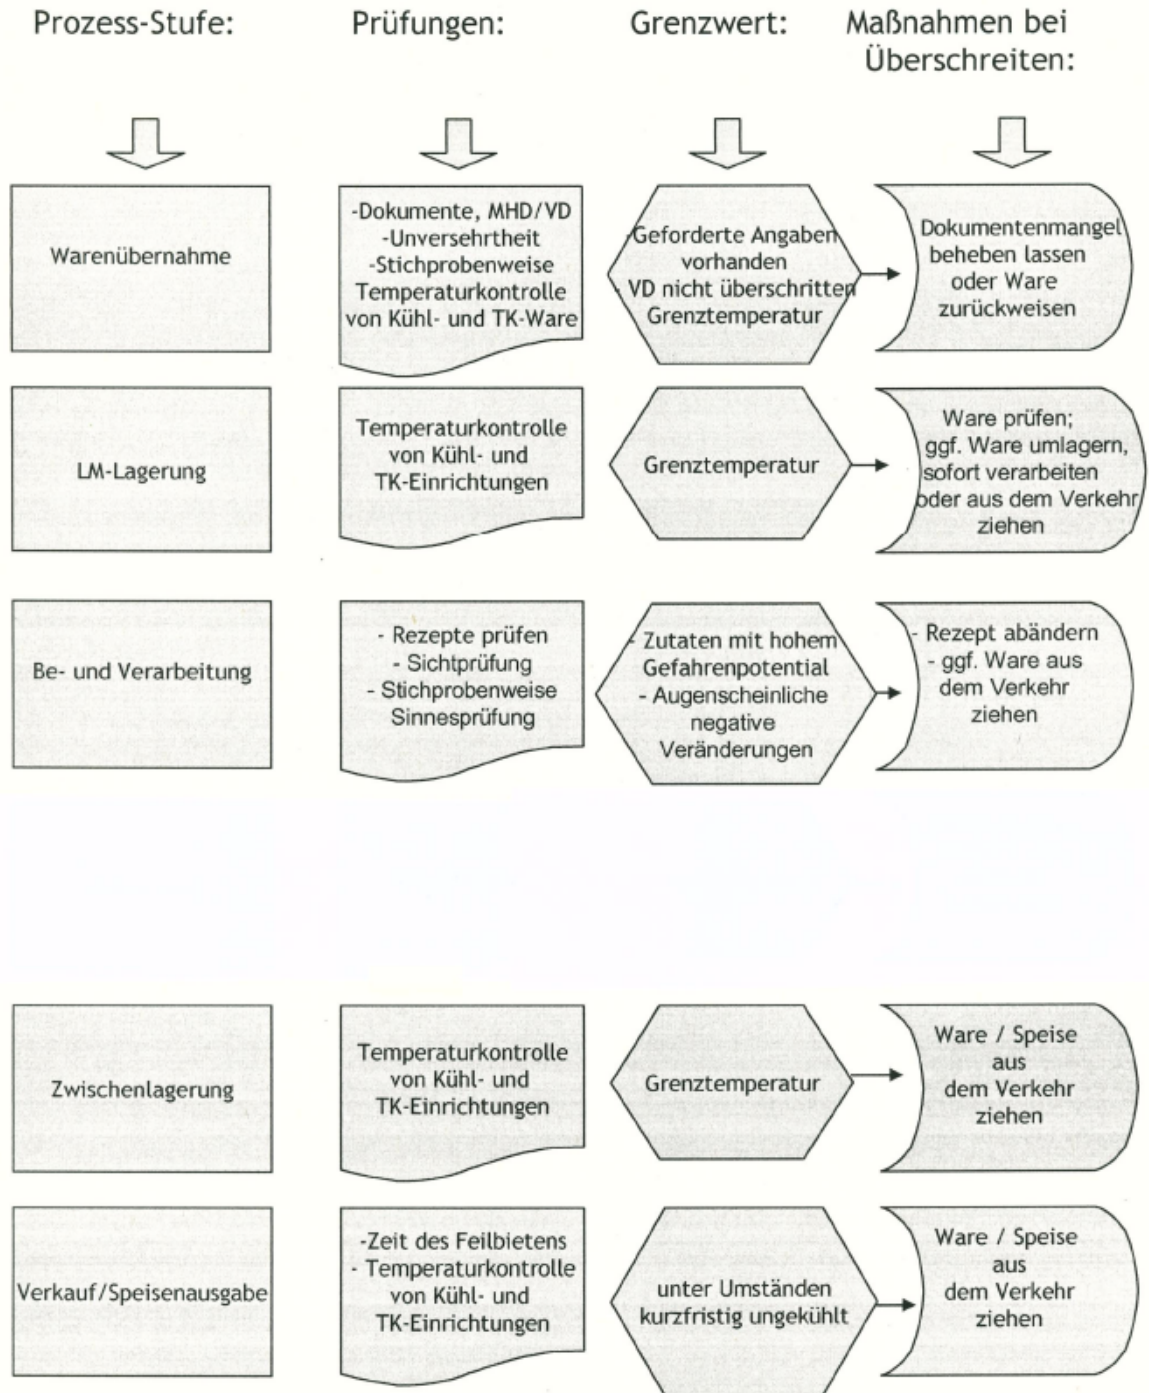 Prozess-Stufe:
Prüfungen:
Grenzwert:
Maßnahmen bei
Überschreiten:
Warenübernahme
-Dokumente, MHD/VD
-Unversehrtheit
-Stichprobenweise
Temperaturkontrolle
von Kühl- und TK-Ware
-Geforderte Angaben
vorhanden
- VD nicht überschritten
Grenztemperatur
Dokumentenmangel
beheben lassen
oder Ware
zurückweisen
LM-Lagerung
Temperaturkontrolle
von Kühl- und
TK-Einrichtungen
Grenztemperatur
Ware prüfen;
ggf. Ware umlagern,
sofort verarbeiten
oder aus dem Verkehr
ziehen
Be- und Verarbeitung
- Rezepte prüfen
- Sichtprüfung
- Stichprobenweise
Sinnesprüfung
- Zutaten mit hohem
Gefahrenpotential
- Augenscheinliche
negative
Veränderungen
- Rezept abändern
- ggf. Ware aus
dem Verkehr
ziehen
Zwischenlagerung
Temperaturkontrolle
von Kühl- und
TK-Einrichtungen
Grenztemperatur
Ware / Speise
aus
dem Verkehr
ziehen
Verkauf/Speisenausgabe
-Zeit des Feilbietens
- Temperaturkontrolle
von Kühl- und
TK-Einrichtungen
unter Umständen
kurzfristig ungekühlt
Ware / Speise
aus
dem Verkehr
ziehen